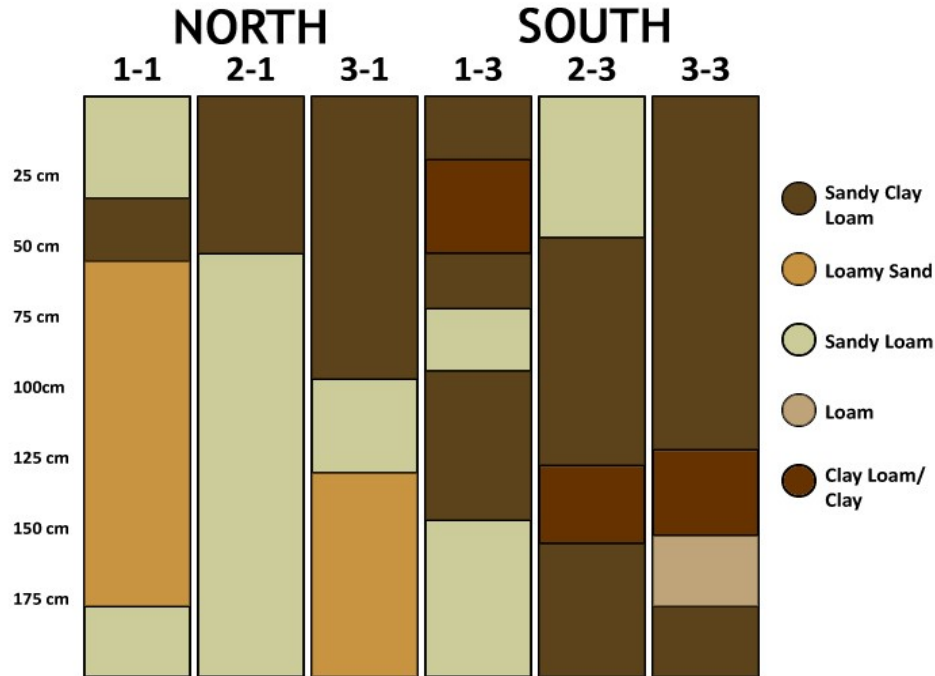 NORTH SOUTH
1-1 2-1 3-1 1-3 2-3 3-3
25 cm
50 cm
75 cm
100cm
125 cm
150 cm
175 cm
Sandy Clay
Loam
Loamy Sand
Sandy Loam
Loam
Clay Loam/
Clay